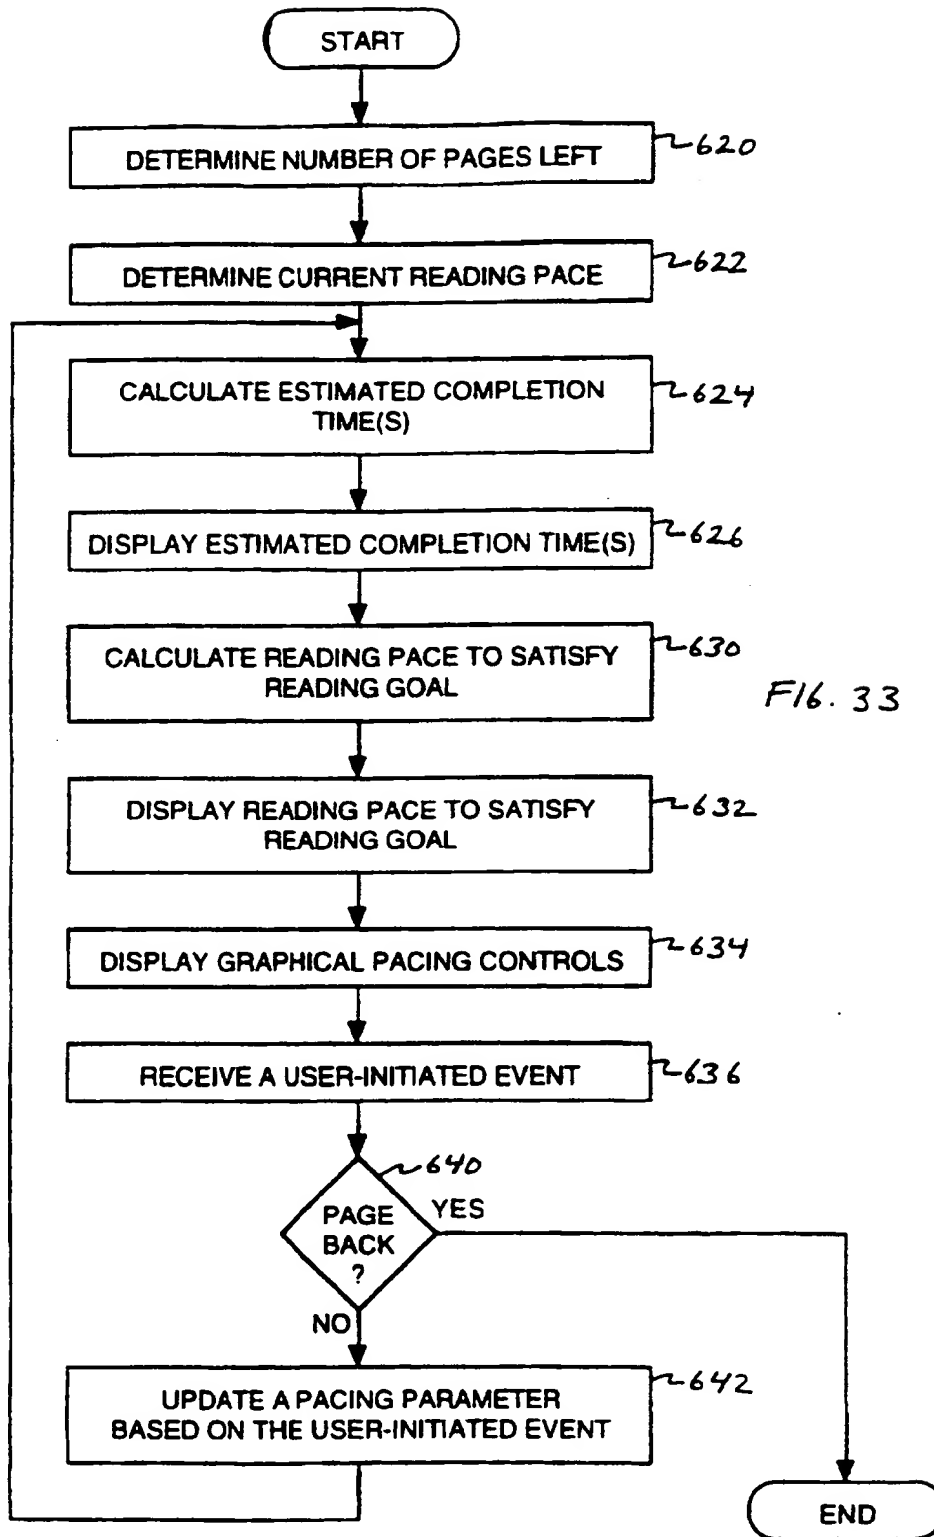 START
DETERMINE NUMBER OF PAGES LEFT
620
DETERMINE CURRENT READING PACE
622
CALCULATE ESTIMATED COMPLETION
TIME(S)
624
DISPLAY ESTIMATED COMPLETION TIME(S)
626
CALCULATE READING PACE TO SATISFY
READING GOAL
630
FIG. 33
DISPLAY READING PACE TO SATISFY
READING GOAL
632
DISPLAY GRAPHICAL PACING CONTROLS
634
RECEIVE A USER-INITIATED EVENT
636
640
PAGE
BACK
?
YES
NO
UPDATE A PACING PARAMETER
BASED ON THE USER-INITIATED EVENT
642
END